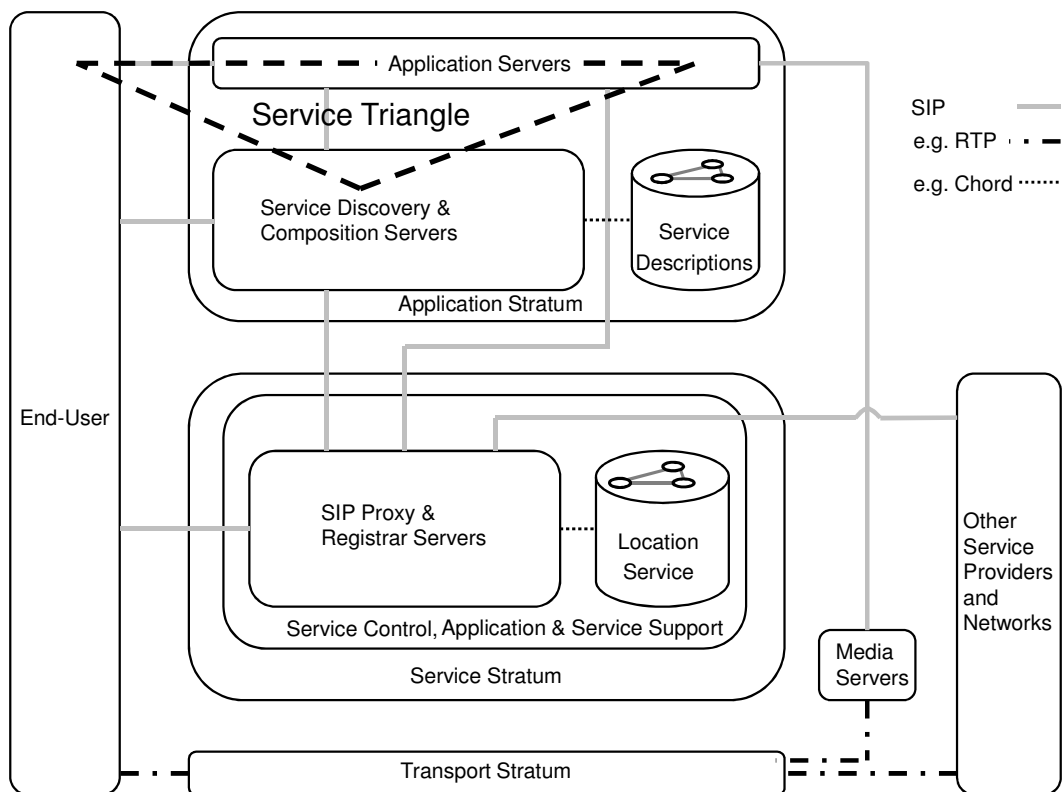 Application Servers
Service Triangle
SIP
e.g. RTP
e.g. Chord
Service Discovery &
Composition Servers
Service
Descriptions
Application Stratum
End-User
SIP Proxy &
Registrar Servers
Location
Service
Other
Service
Providers
and
Networks
Service Control, Application & Service Support
Service Stratum
Media
Servers
Transport Stratum